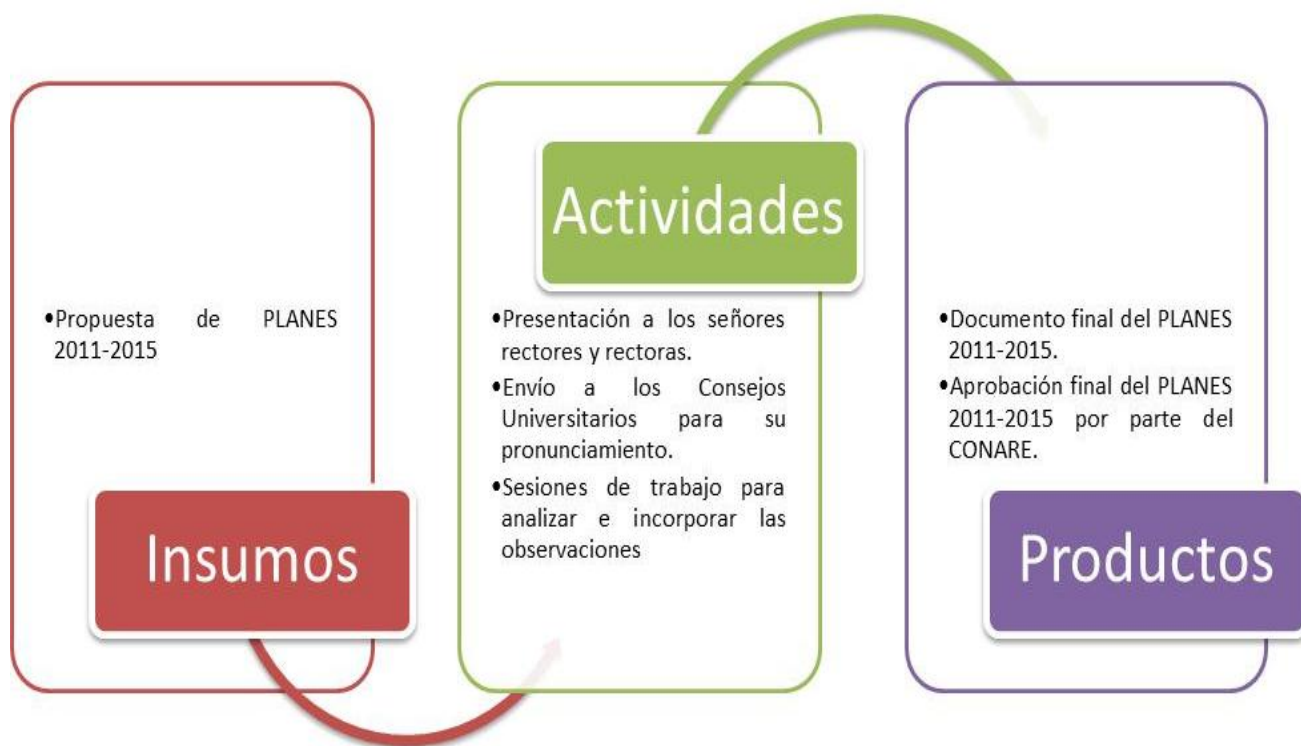 •Propuesta de PLANES
2011-2015
Insumos
Actividades
•Presentación a los señores
rectores y rectoras.
•Envío a los Consejos
Universitarios para su
pronunciamiento.
•Sesiones de trabajo para
analizar e incorporar las
observaciones
•Documento final del PLANES
2011-2015.
•Aprobación final del PLANES
2011-2015 por parte del
CONARE.
Productos